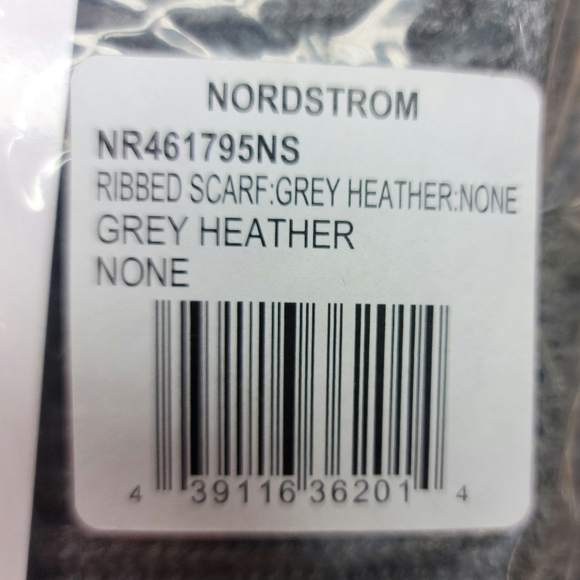 NORDSTROM
NR461795NS
RIBBED SCARF:GREY HEATHER:NONE
GREY HEATHER
NONE
4 39116 36201 4